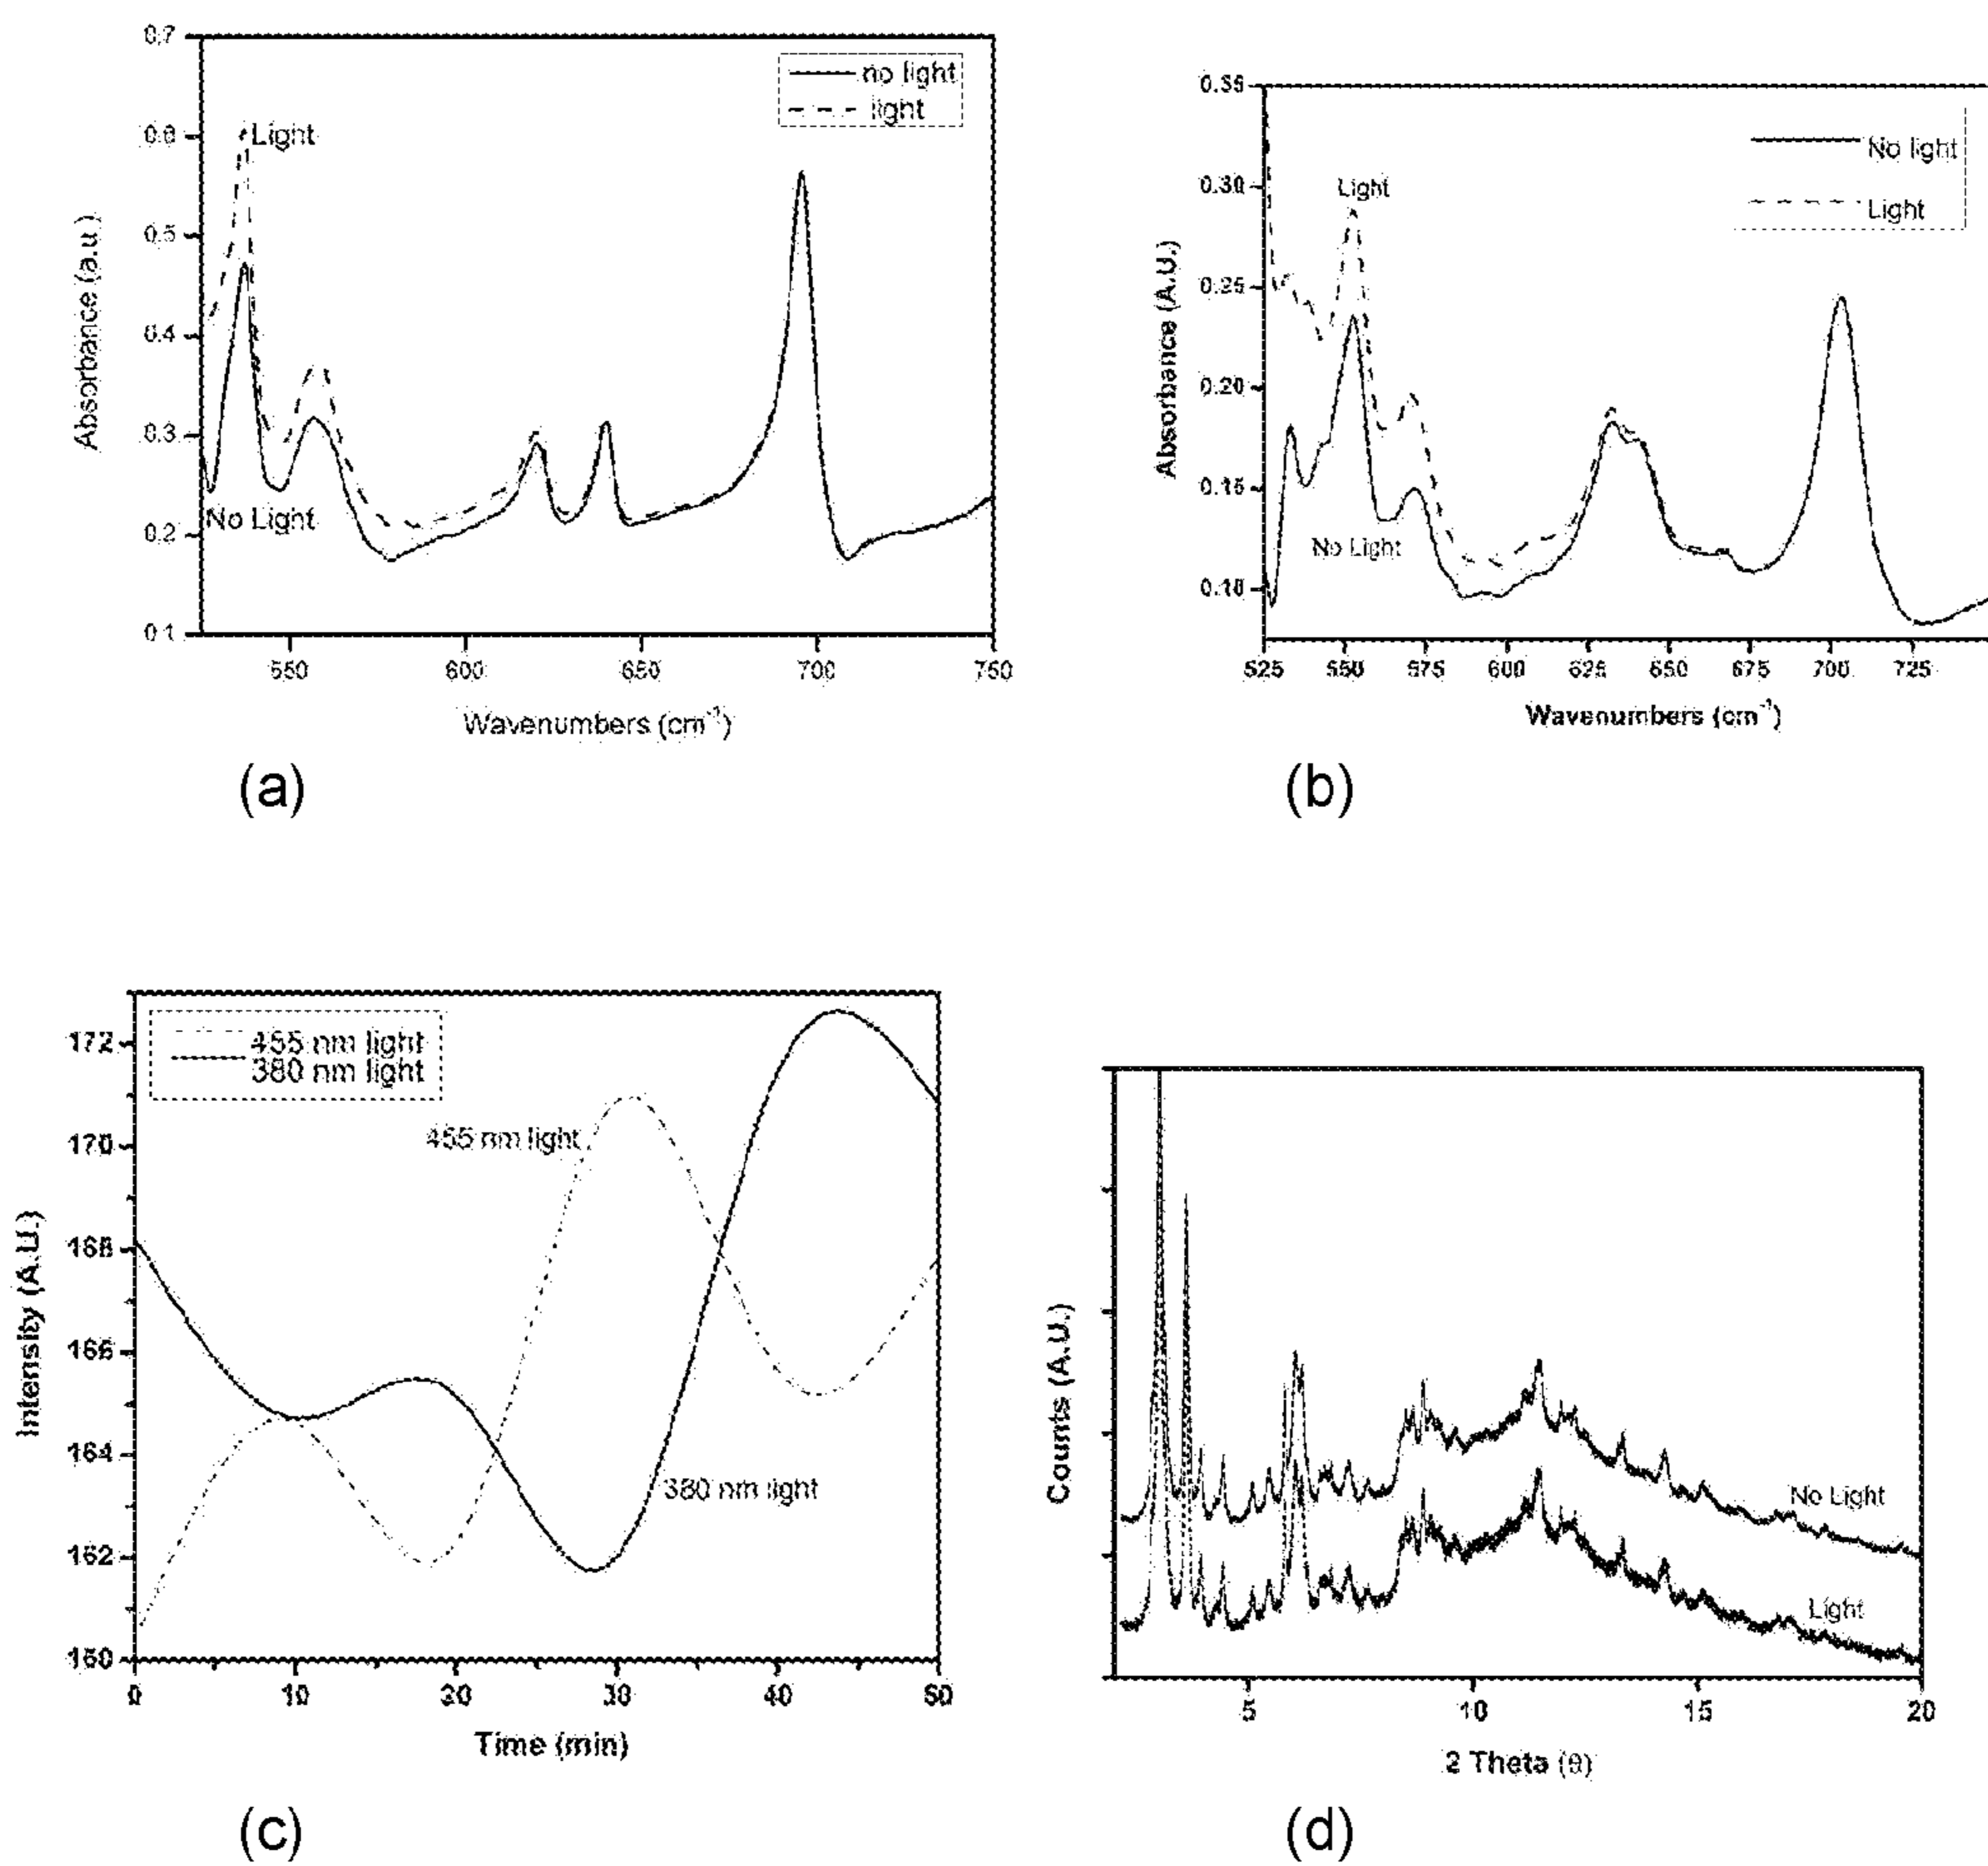 0.7
0.6
0.5
0.4
0.3
0.2
0.1
Absorbance (a.u.)
no light
light
Light
No Light
550
600
650
700
750
Wavenumbers (cm⁻¹)
(a)
0.35
0.30
0.25
0.20
0.15
0.10
Absorbance (A.U.)
No light
Light
Light
No Light
525
550
575
600
625
650
675
700
725
Wavenumbers (cm⁻¹)
(b)
172
170
168
166
164
162
160
Intensity (A.U.)
455 nm light
380 nm light
455 nm light
380 nm light
0
10
20
30
40
50
Time (min)
(c)
Counts (A.U.)
No Light
Light
5
10
15
20
2 Theta (θ)
(d)